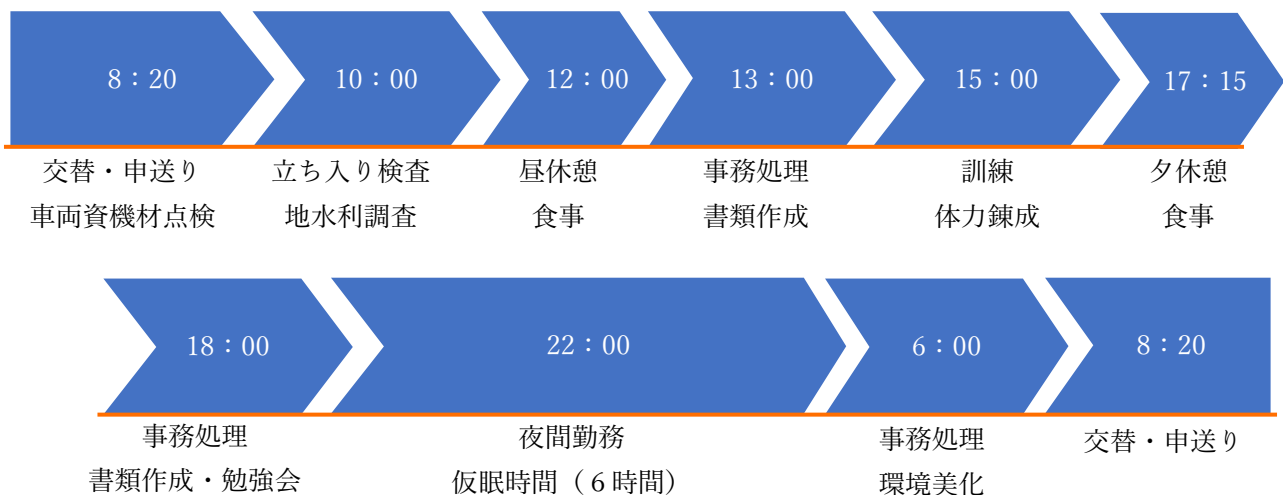 8：20 10：00 12：00 13：00 15：00 17：15
交替・申送り 立ち入り検査 昼休憩 事務処理 訓練 夕休憩
車両資機材点検 地水利調査 食事 書類作成 体力錬成 食事
18：00 22：00 6：00 8：20
事務処理 夜間勤務 事務処理 交替・申送り
書類作成・勉強会 仮眠時間（６時間） 環境美化